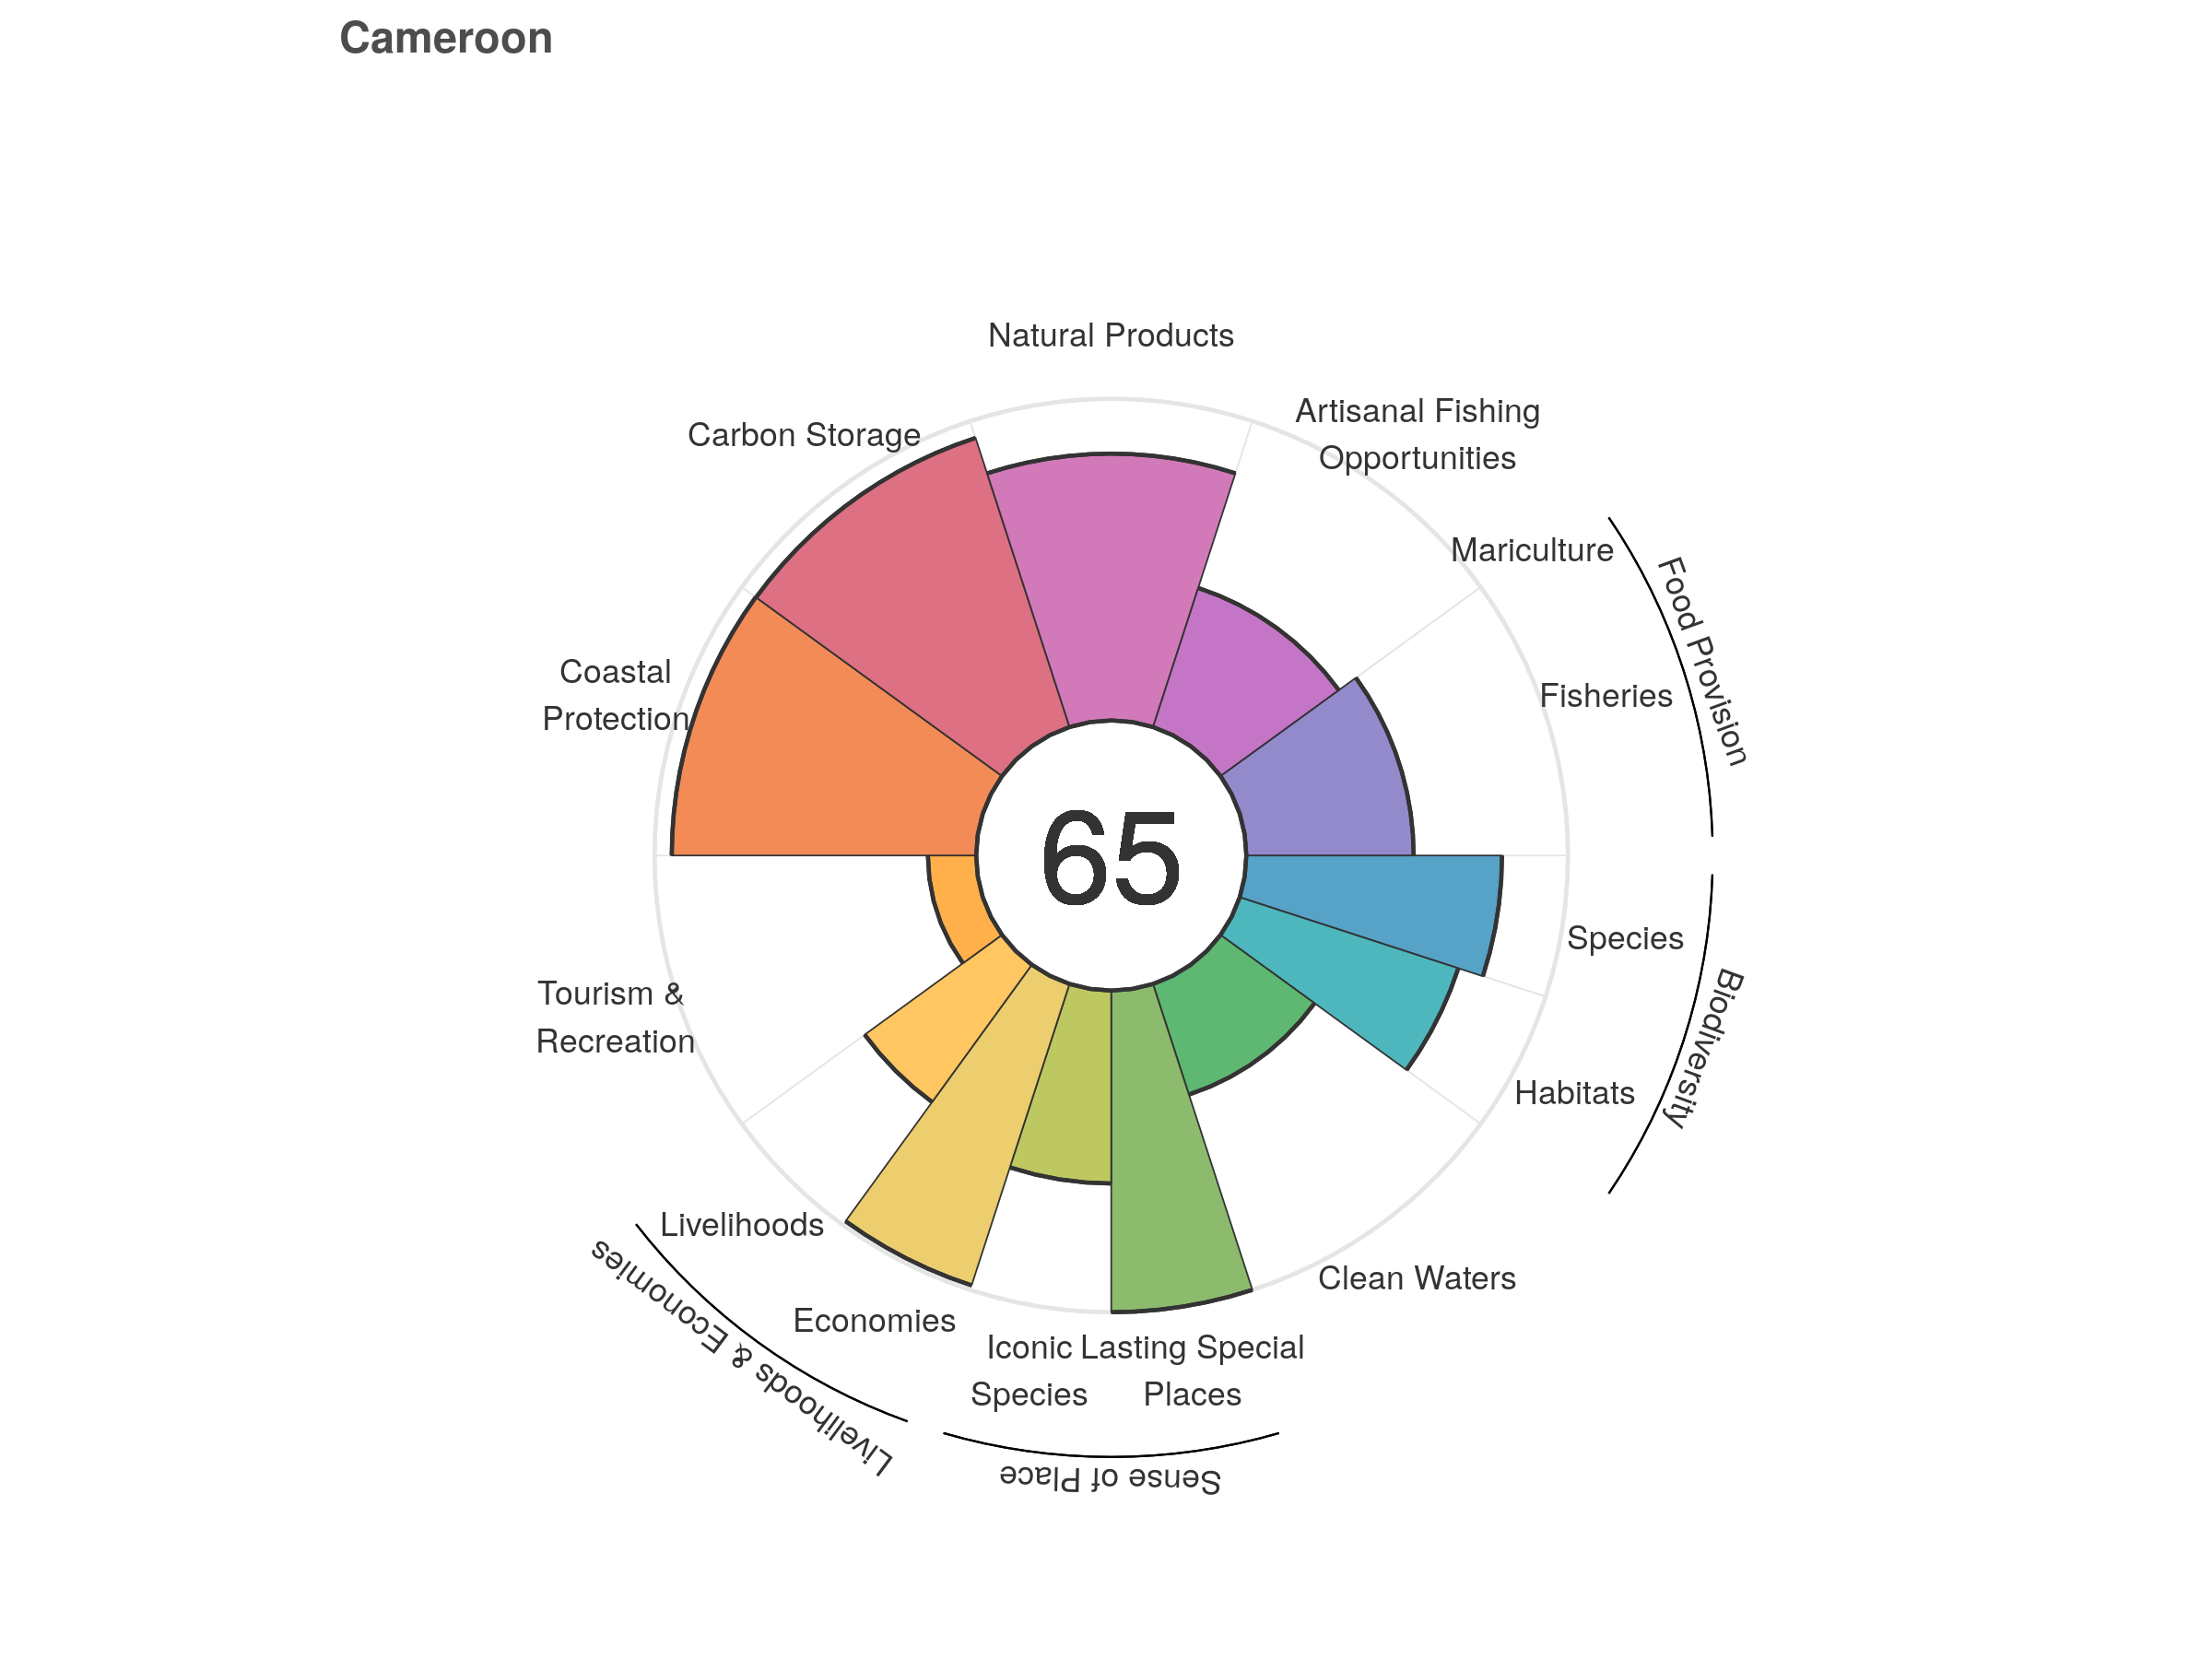 Cameroon
Natural Products
Artisanal Fishing
Opportunities
Carbon Storage
Mariculture
Food Provision
Fisheries
Coastal
Protection
65
Species
Biodiversity
Habitats
Tourism &
Recreation
Livelihoods
Livelihoods & Economies
Economies
Clean Waters
Iconic
Species
Lasting Special
Places
Sense of Place